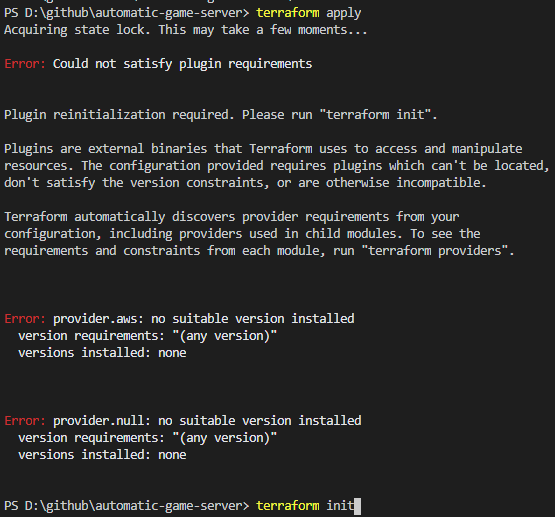 PS D:\github\automatic-game-server> terraform apply
Acquiring state lock. This may take a few moments...
Error: Could not satisfy plugin requirements
Plugin reinitialization required. Please run "terraform init".
Plugins are external binaries that Terraform uses to access and manipulate
resources. The configuration provided requires plugins which can't be located,
don't satisfy the version constraints, or are otherwise incompatible.
Terraform automatically discovers provider requirements from your
configuration, including providers used in child modules. To see the
requirements and constraints from each module, run "terraform providers".
Error: provider.aws: no suitable version installed
  version requirements: "(any version)"
  versions installed: none
Error: provider.null: no suitable version installed
  version requirements: "(any version)"
  versions installed: none
PS D:\github\automatic-game-server> terraform init